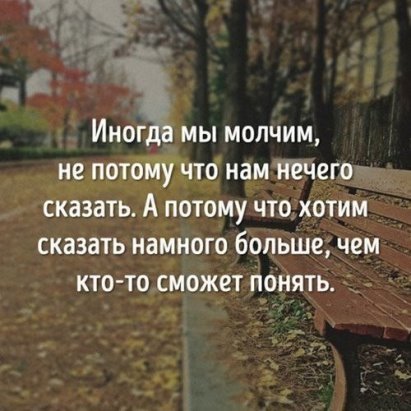 Иногда мы молчим,
не потому что нам нечего
сказать. А потому что хотим
сказать намного больше, чем
кто-то сможет понять.